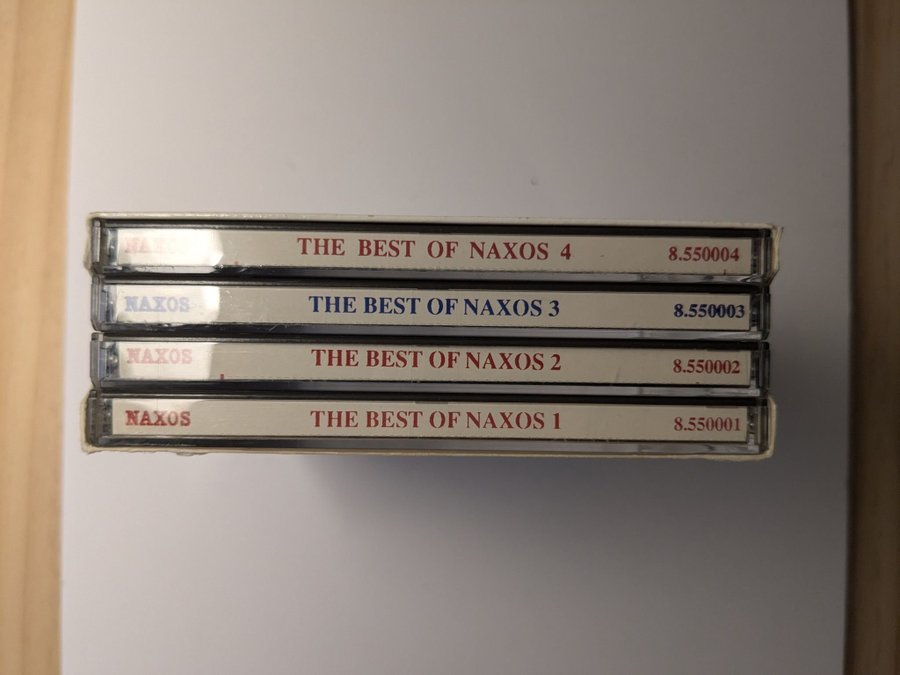 NAXOS THE BEST OF NAXOS 4 8.550004
NAXOS THE BEST OF NAXOS 3 8.550003
NAXOS THE BEST OF NAXOS 2 8.550002
NAXOS THE BEST OF NAXOS 1 8.550001